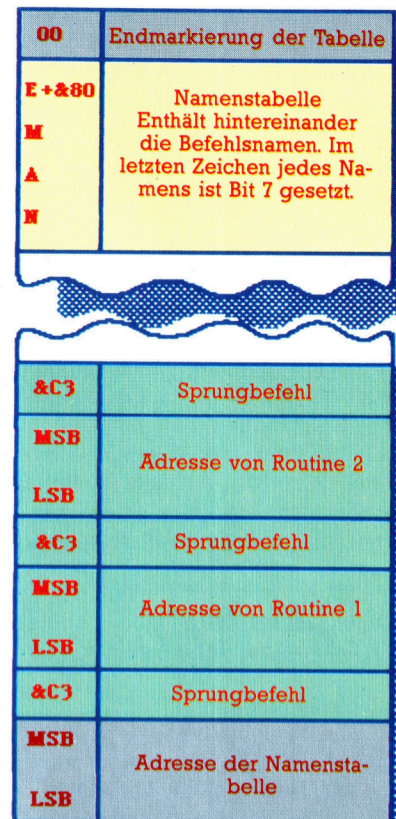 00 Endmarkierung der Tabelle
E+&80
M
A
N
Namenstabelle
Enthält hintereinander
die Befehlsnamen. Im
letzten Zeichen jedes Na-
mens ist Bit 7 gesetzt.
&C3 Sprungbefehl
MSB
Adresse von Routine 2
LSB
&C3 Sprungbefehl
MSB
Adresse von Routine 1
LSB
&C3 Sprungbefehl
MSB
Adresse der Namensta-
belle
LSB